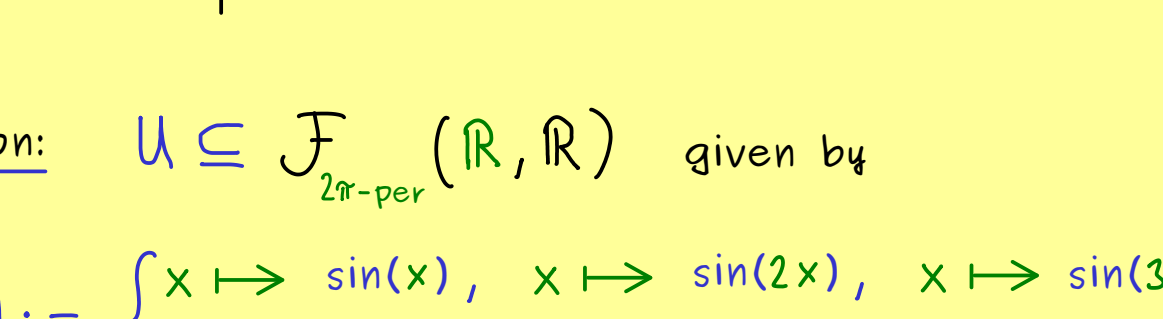 on: U ⊆ F_{2π-per} (ℝ, ℝ) given by
:= { x ↦ sin(x), x ↦ sin(2x), x ↦ sin(3